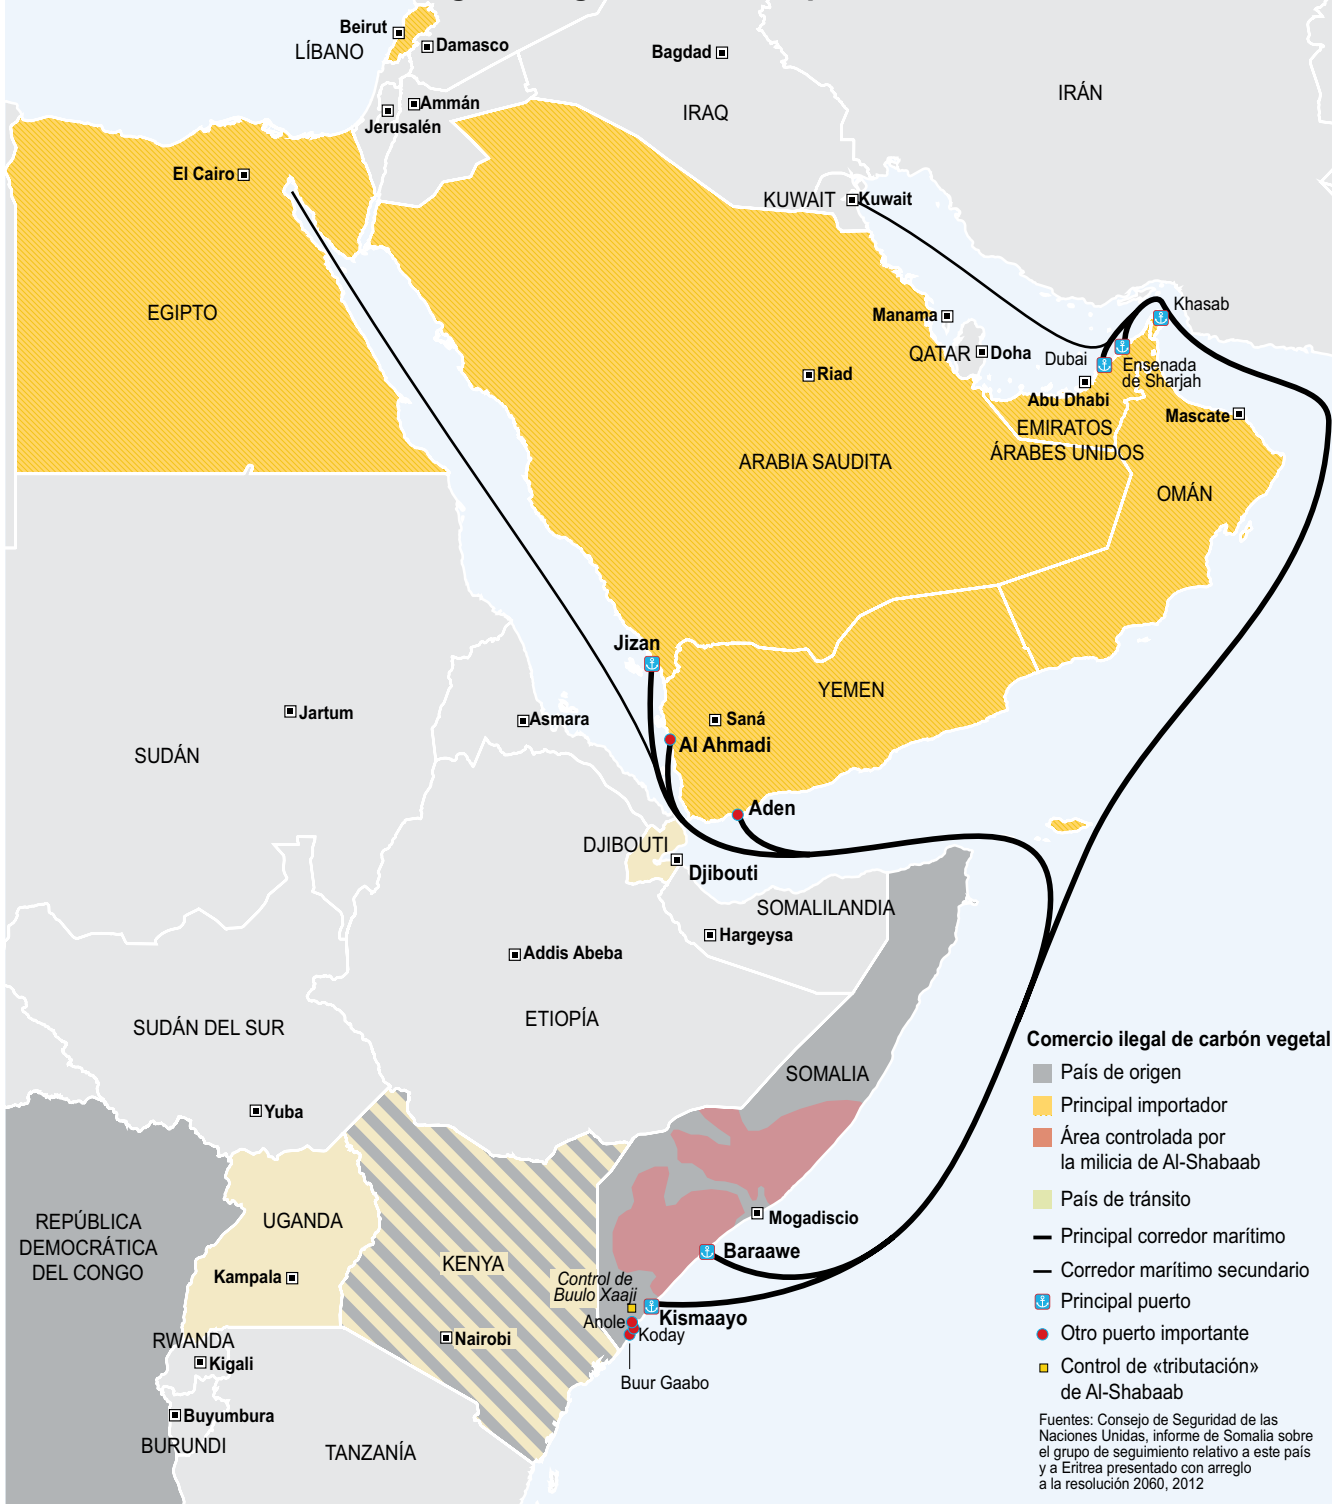 Beirut
LÍBANO
Damasco
Bagdad
IRÁN
Ammán
IRAQ
Jerusalén
El Cairo
KUWAIT
Kuwait
EGIPTO
Khasab
Manama
QATAR
Doha
Dubai
Ensenada
de Sharjah
Riad
Abu Dhabi
Mascate
EMIRATOS
ÁRABES UNIDOS
ARABIA SAUDITA
OMÁN
Jizan
YEMEN
Jartum
Asmara
Saná
Al Ahmadi
SUDÁN
Aden
DJIBOUTI
Djibouti
SOMALILANDIA
Hargeysa
Addis Abeba
ETIOPÍA
SUDÁN DEL SUR
SOMALIA
Yuba
REPÚBLICA
DEMOCRÁTICA
DEL CONGO
UGANDA
Mogadiscio
Baraawe
KENYA
Kampala
Control de
Buulo Xaaji
Kismaayo
Anole
Koday
RWANDA
Nairobi
Kigali
Buur Gaabo
Buyumbura
BURUNDI
TANZANÍA
Comercio ilegal de carbón vegetal
País de origen
Principal importador
Área controlada por
la milicia de Al-Shabaab
País de tránsito
Principal corredor marítimo
Corredor marítimo secundario
Principal puerto
Otro puerto importante
Control de «tributación»
de Al-Shabaab
Fuentes: Consejo de Seguridad de las
Naciones Unidas, informe de Somalia sobre
el grupo de seguimiento relativo a este país
y a Eritrea presentado con arreglo
a la resolución 2060, 2012